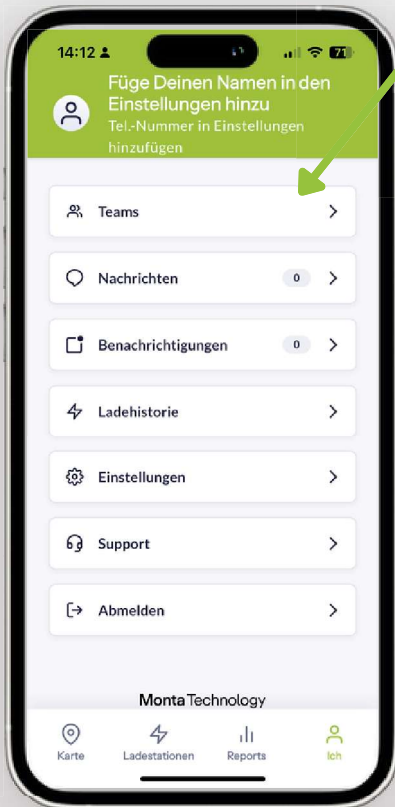 14:12
71
Füge Deinen Namen in den
Einstellungen hinzu
Tel.-Nummer in Einstellungen
hinzufügen
Teams
Nachrichten 0
Benachrichtigungen 0
Ladehistorie
Einstellungen
Support
Abmelden
Monta Technology
Karte Ladestationen Reports Ich